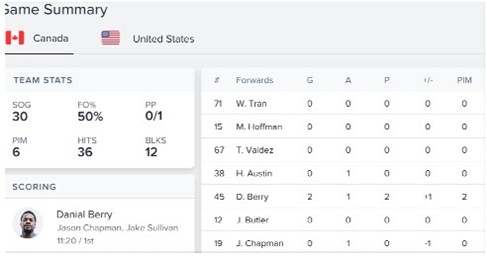 Game Summary
Canada
United States
TEAM STATS
SOG FO% PP
30 50% 0/1
PIM HITS BLKS
6 36 12
SCORING
Danial Berry
Jason Chapman, Jake Sullivan
11:20 / 1st
# Forwards G A P +/- PIM
71 W. Tran 0 0 0 0 0
15 M. Hoffman 0 0 0 0 0
67 T. Valdez 0 0 0 0 0
38 H. Austin 0 1 0 0 0
45 D. Berry 2 1 2 +1 2
12 J. Butler 0 0 0 0 0
19 J. Chapman 0 1 0 -1 0